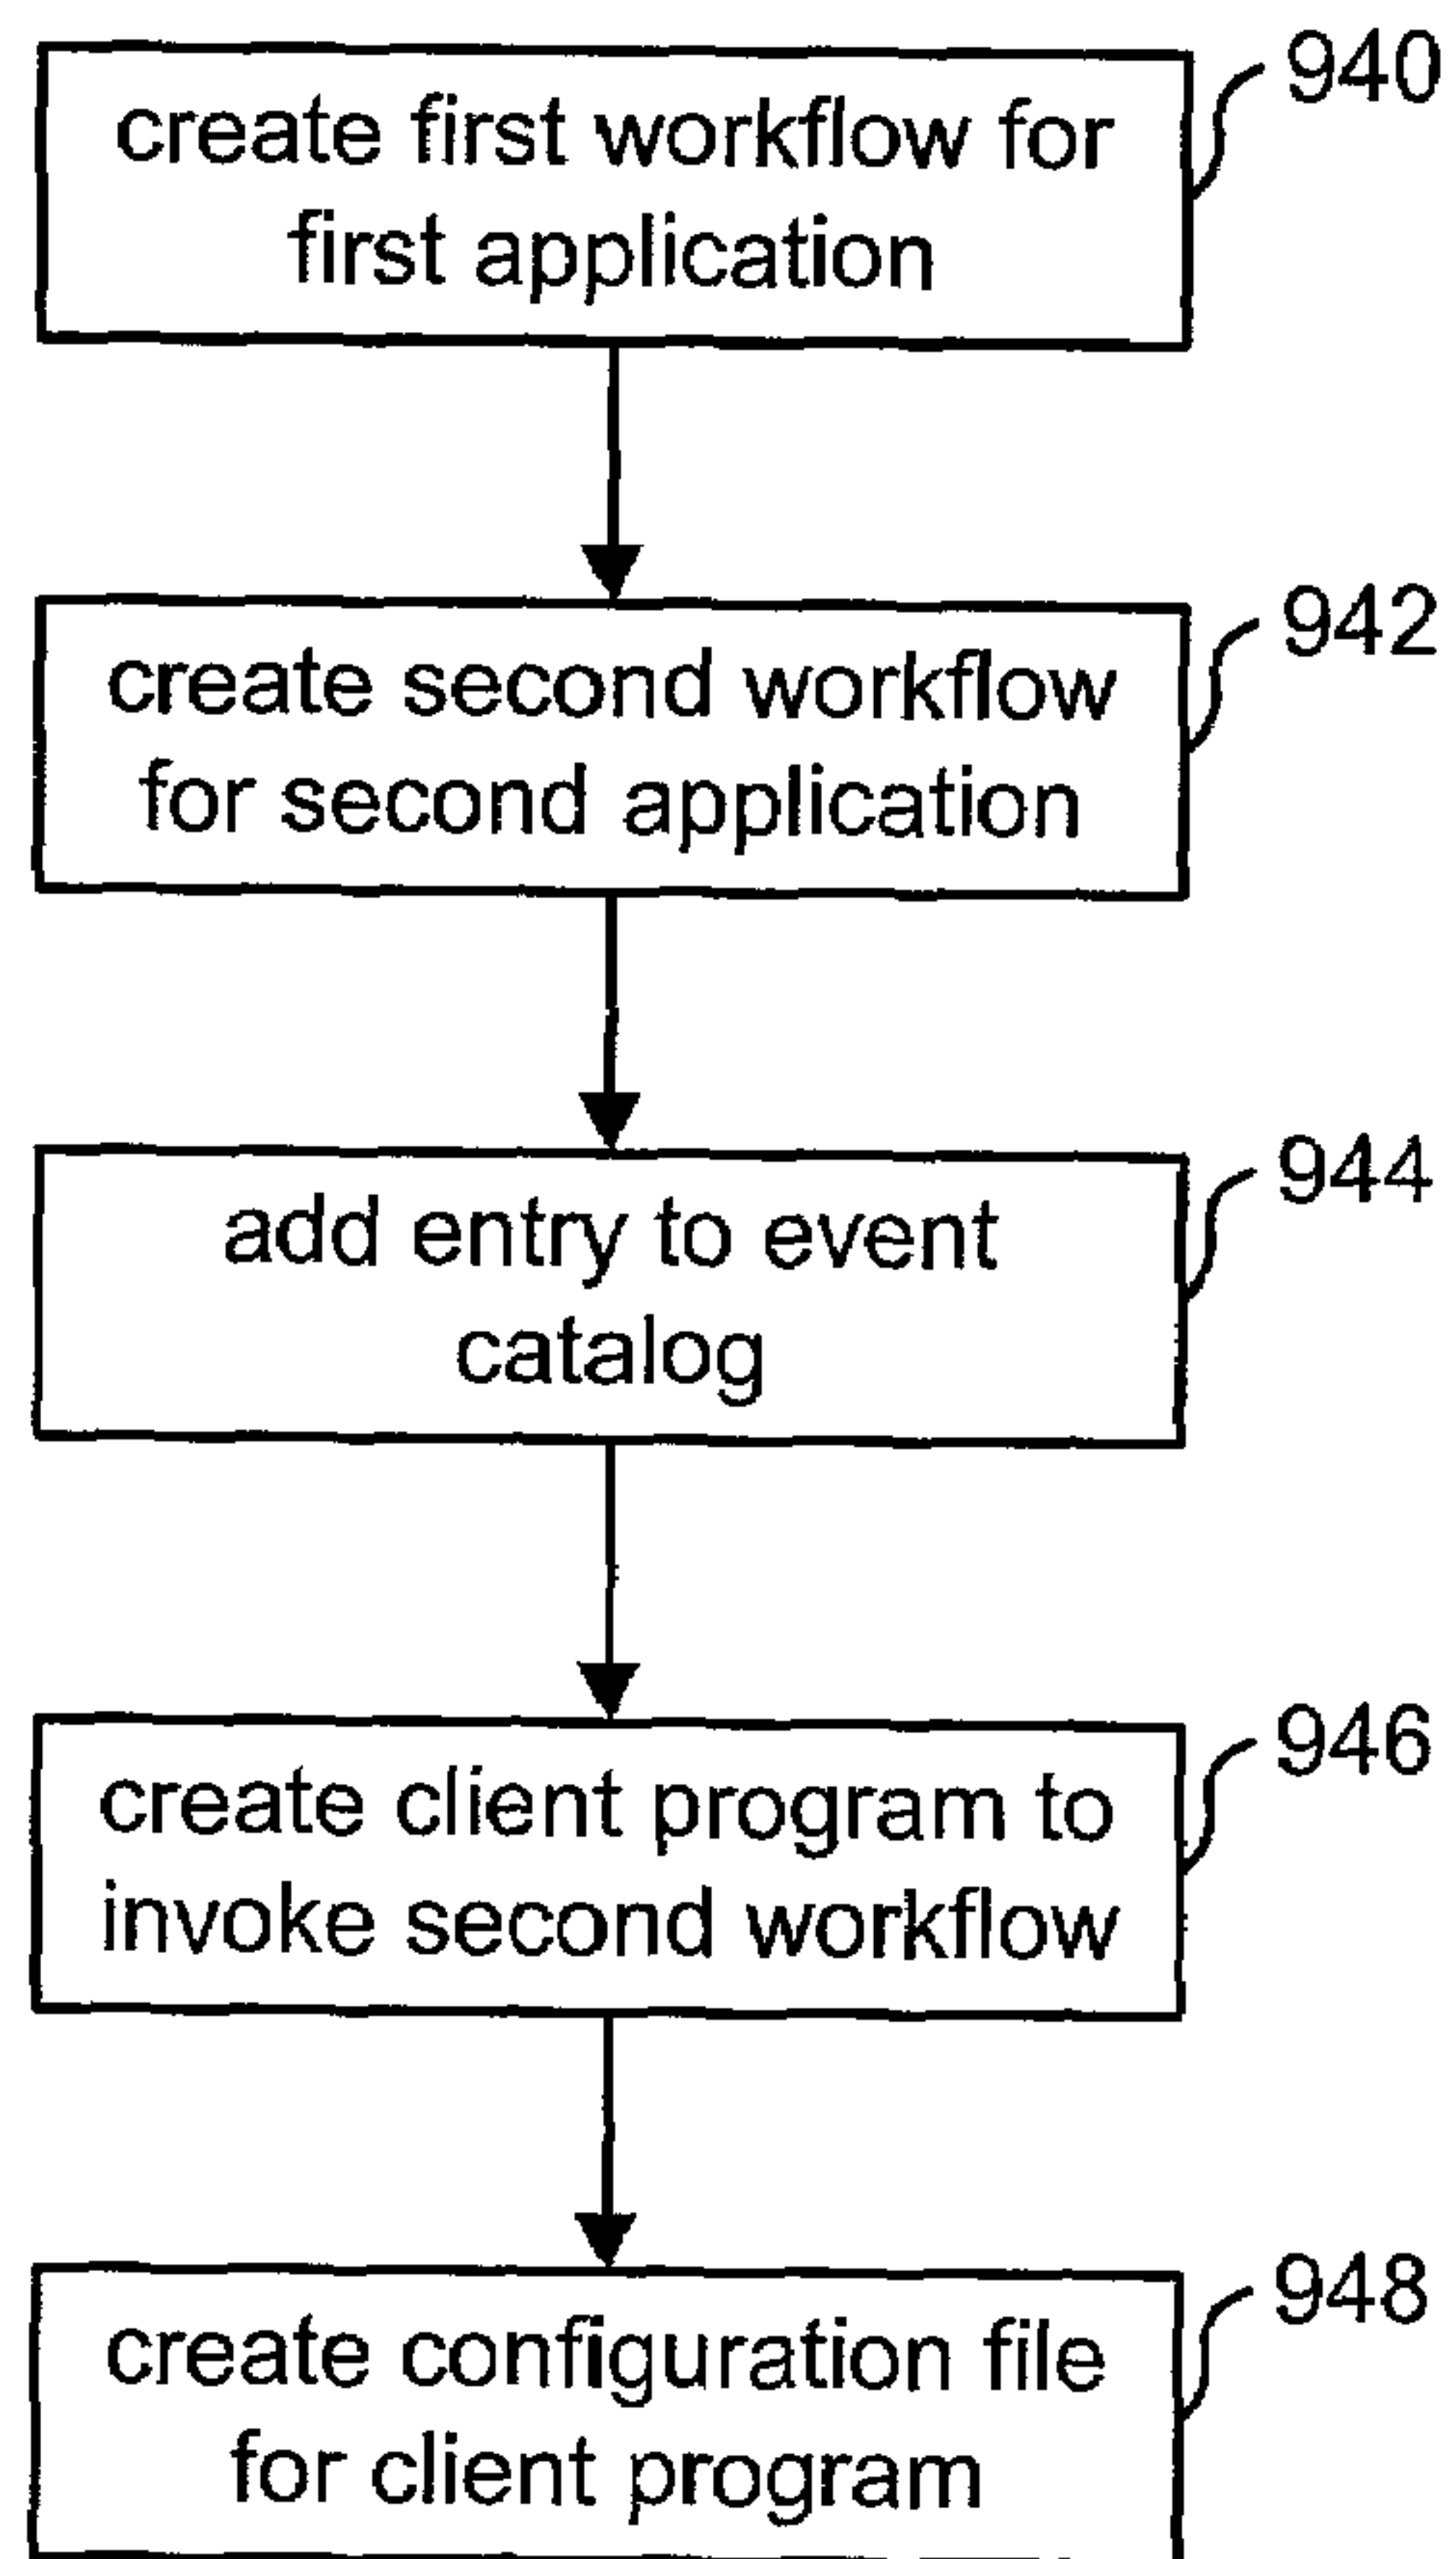 940
create first workflow for
first application
942
create second workflow
for second application
944
add entry to event
catalog
946
create client program to
invoke second workflow
948
create configuration file
for client program